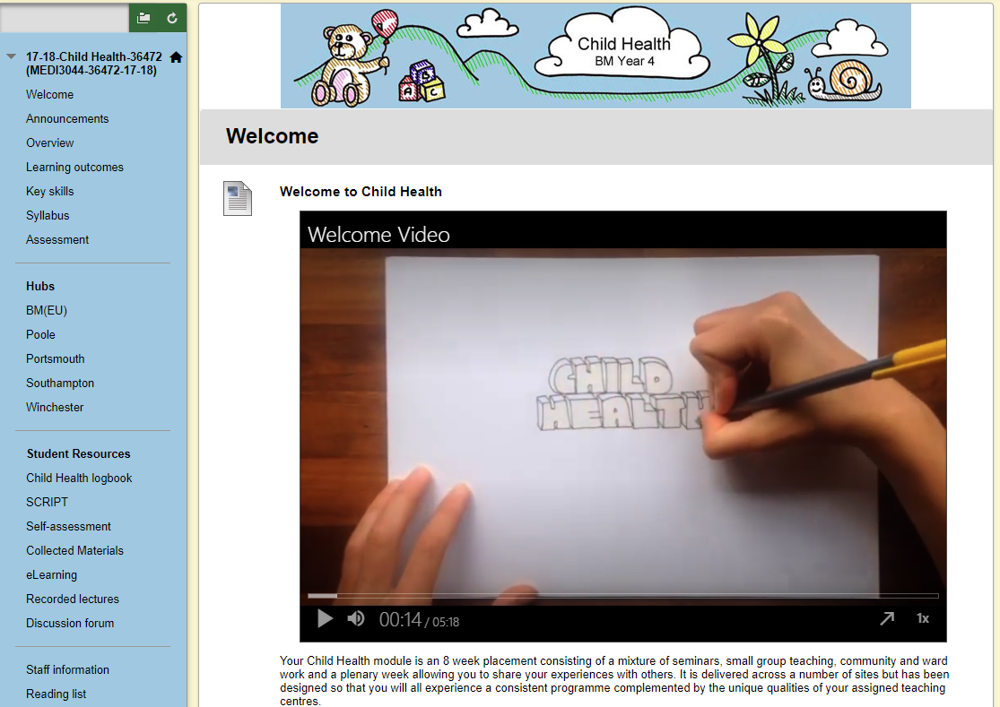 17-18-Child Health-36472
(MEDI3044-36472-17-18)
Welcome
Announcements
Overview
Learning outcomes
Key skills
Syllabus
Assessment
Hubs
BM(EU)
Poole
Portsmouth
Southampton
Winchester
Student Resources
Child Health logbook
SCRIPT
Self-assessment
Collected Materials
eLearning
Recorded lectures
Discussion forum
Staff information
Reading list
A B C
Child Health
BM Year 4
Welcome
Welcome to Child Health
Welcome Video
CHILD
HEALTH
00:14 / 05:18
1x
Your Child Health module is an 8 week placement consisting of a mixture of seminars, small group teaching, community and ward
work and a plenary week allowing you to share your experiences with others. It is delivered across a number of sites but has been
designed so that you will all experience a consistent programme complemented by the unique qualities of your assigned teaching
centres.